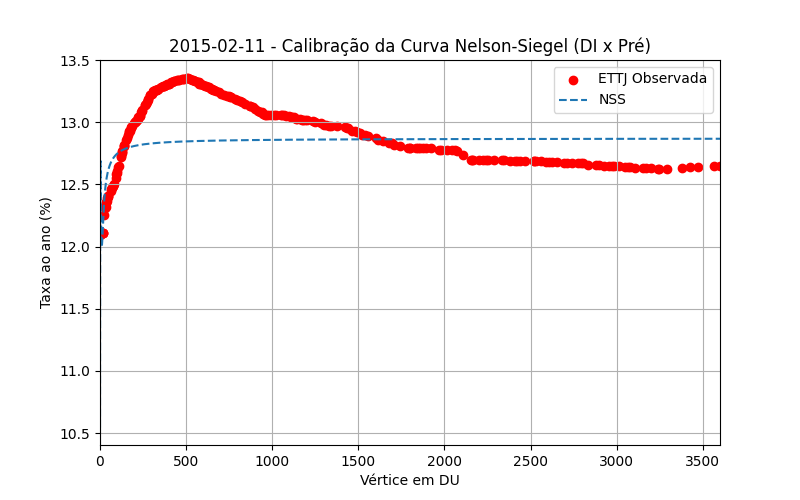 2015-02-11 - Calibração da Curva Nelson-Siegel (DI x Pré)
ETTJ Observada
NSS
Taxa ao ano (%)
13.5
13.0
12.5
12.0
11.5
11.0
10.5
0 500 1000 1500 2000 2500 3000 3500
Vértice em DU